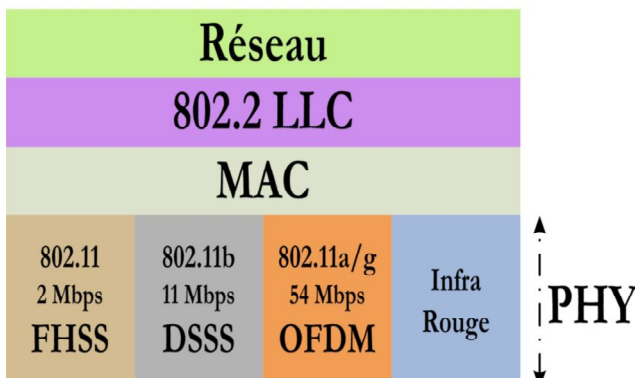 Réseau
802.2 LLC
MAC
802.11
2 Mbps
FHSS
802.11b
11 Mbps
DSSS
802.11a/g
54 Mbps
OFDM
Infra
Rouge
PHY